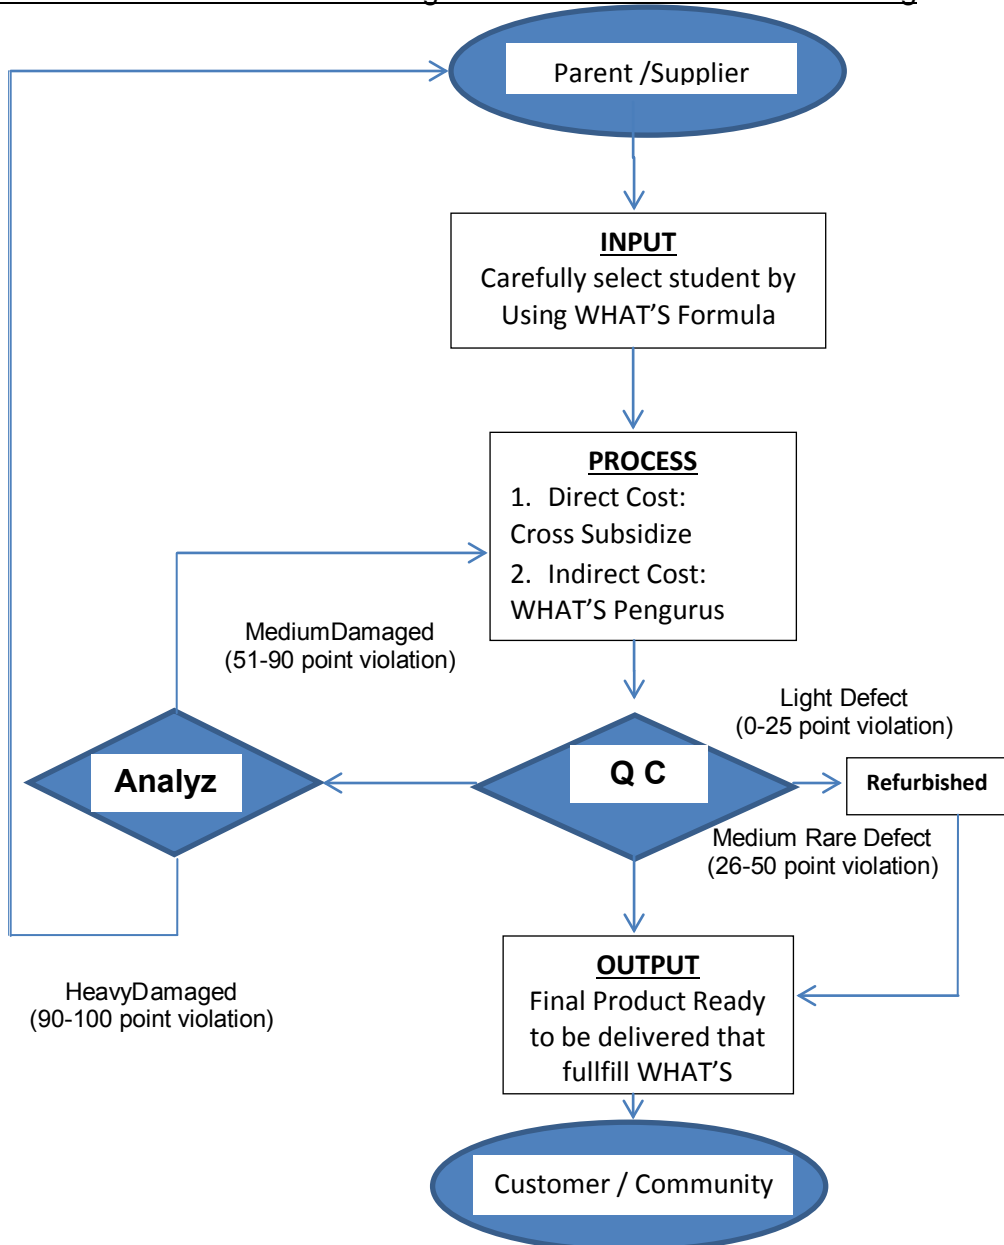 Parent /Supplier
INPUT
Carefully select student by
Using WHAT'S Formula
PROCESS
1. Direct Cost:
Cross Subsidize
2. Indirect Cost:
WHAT'S Pengurus
MediumDamaged
(51-90 point violation)
Light Defect
(0-25 point violation)
Analyz
Q C
Refurbished
Medium Rare Defect
(26-50 point violation)
OUTPUT
Final Product Ready
to be delivered that
fullfill WHAT'S
HeavyDamaged
(90-100 point violation)
Customer / Community